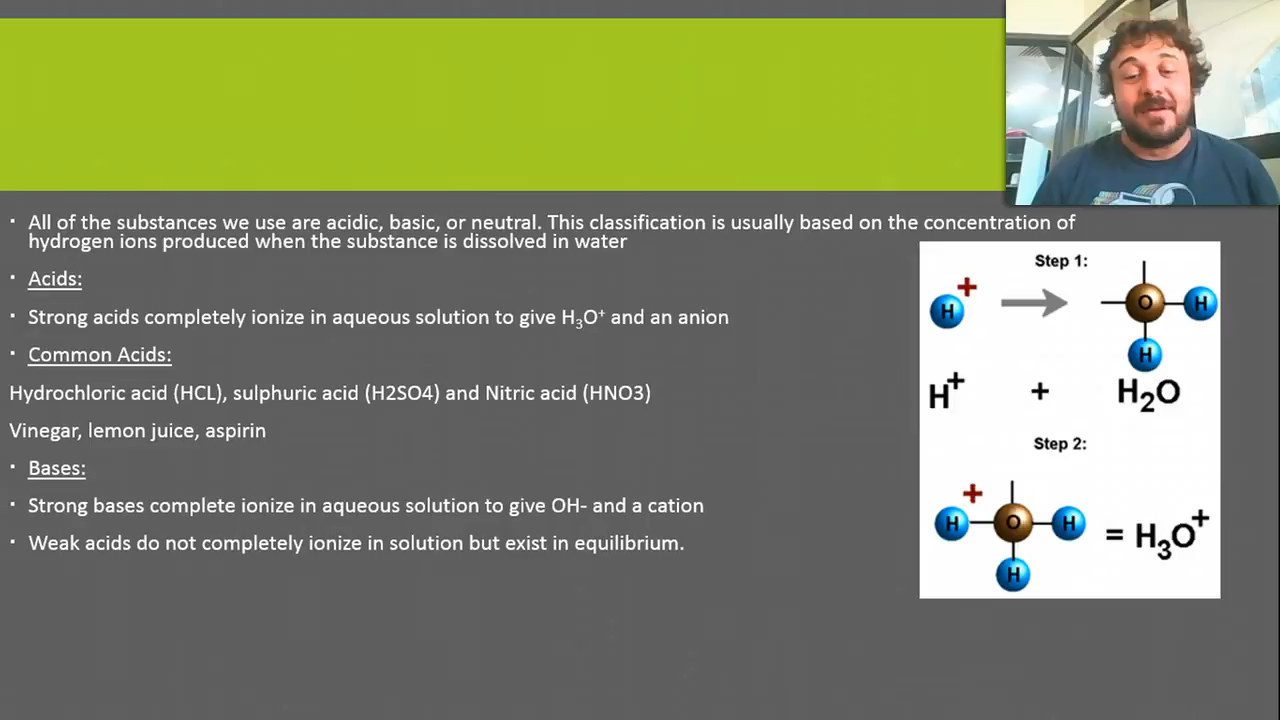 · All of the substances we use are acidic, basic, or neutral. This classification is usually based on the concentration of
hydrogen ions produced when the substance is dissolved in water
· Acids:
· Strong acids completely ionize in aqueous solution to give H₃O⁺ and an anion
· Common Acids:
Hydrochloric acid (HCL), sulphuric acid (H2SO4) and Nitric acid (HNO3)
Vinegar, lemon juice, aspirin
· Bases:
· Strong bases complete ionize in aqueous solution to give OH- and a cation
· Weak acids do not completely ionize in solution but exist in equilibrium.
Step 1:
H + O H
H
H⁺ + H₂O
Step 2:
+
H O H = H₃O⁺
H